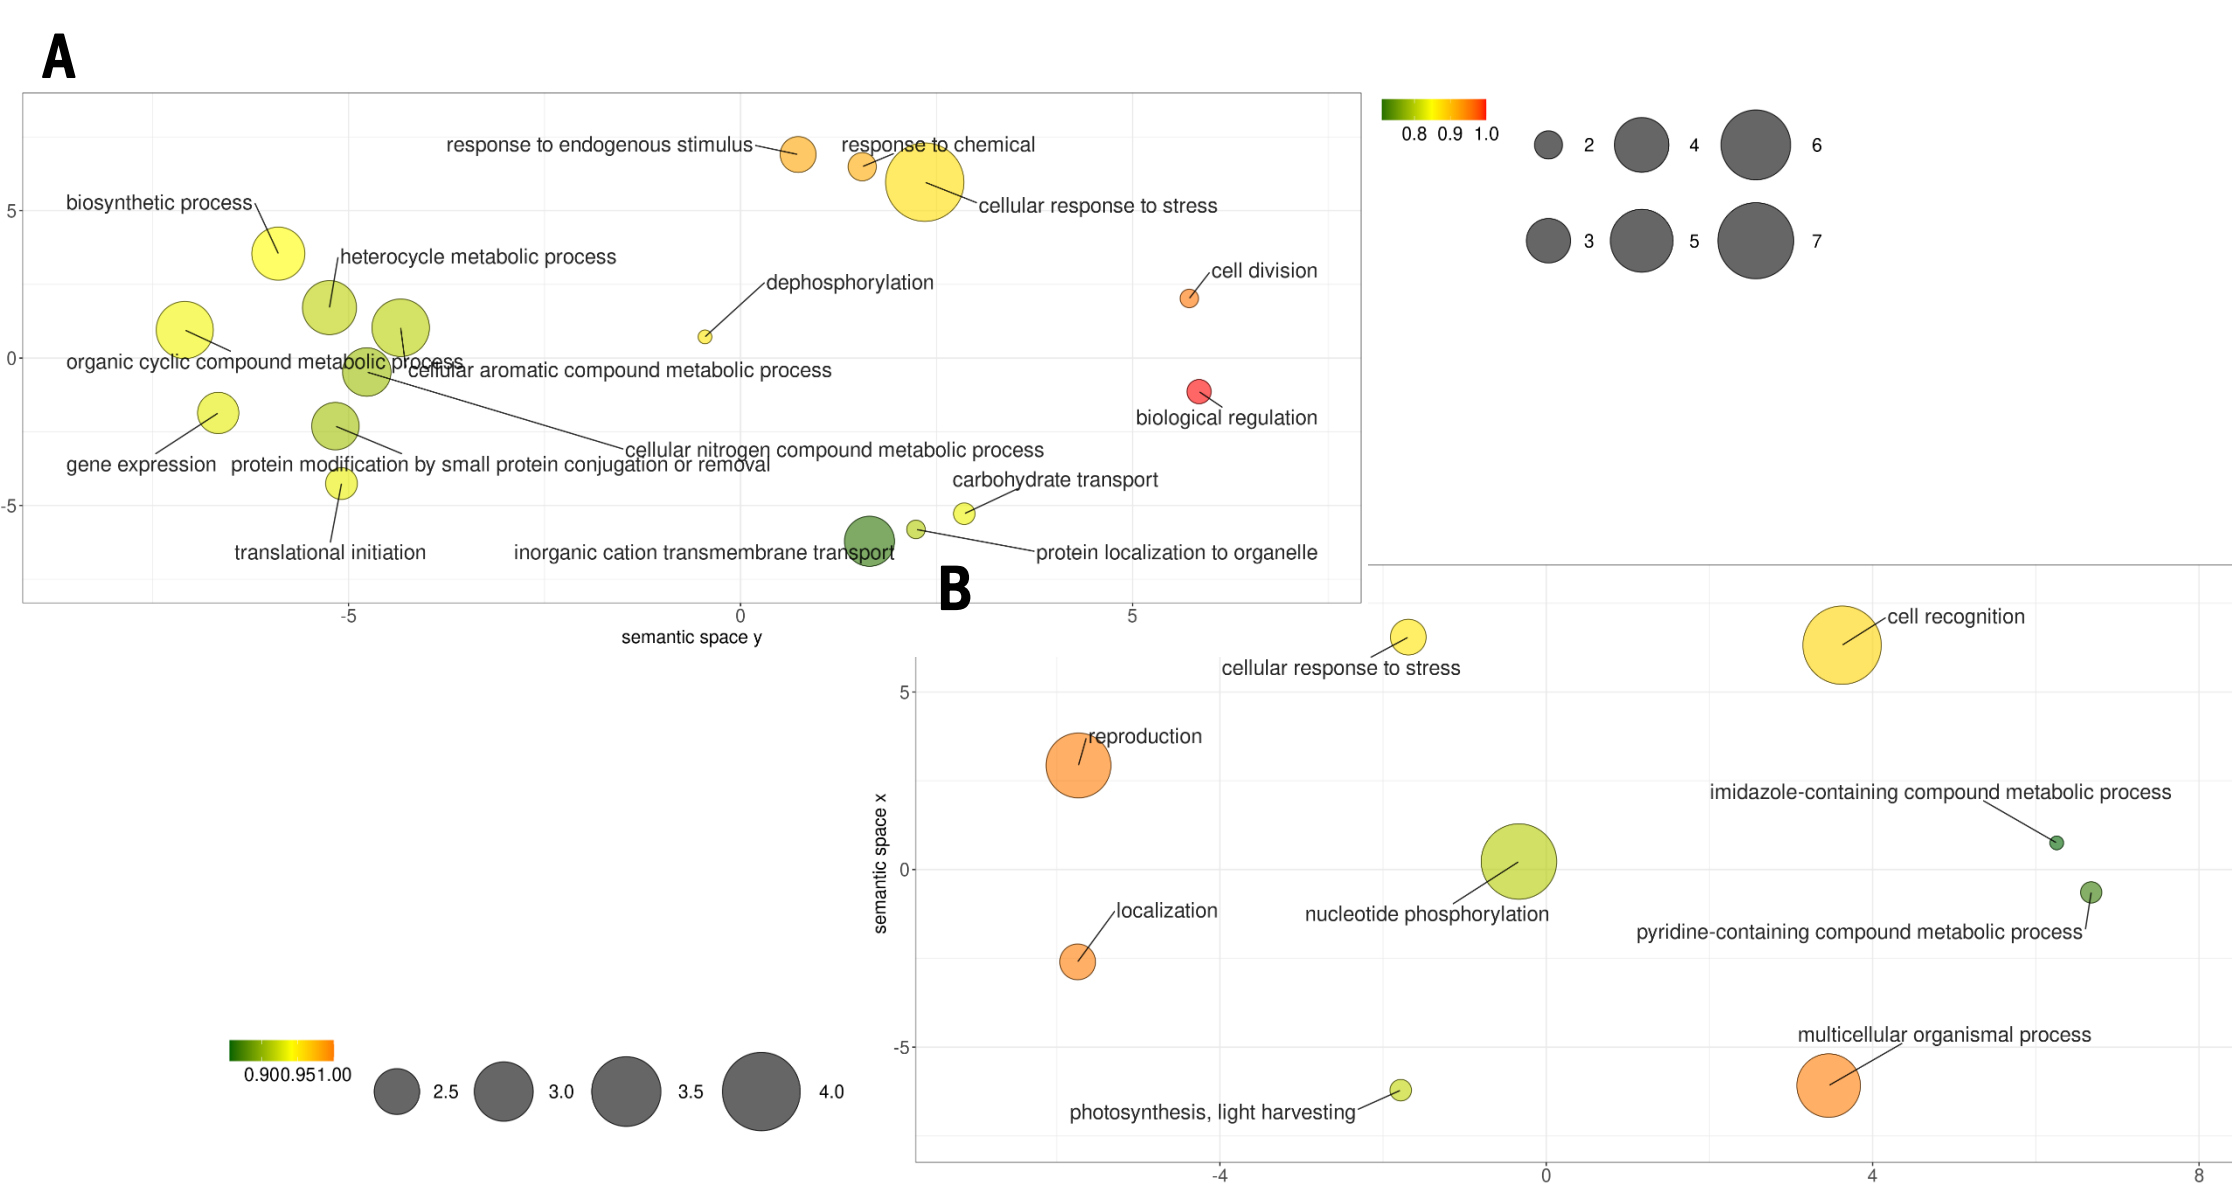 A
response to endogenous stimulus
response to chemical
cellular response to stress
biosynthetic process
heterocycle metabolic process
dephosphorylation
cell division
organic cyclic compound metabolic process
cellular aromatic compound metabolic process
biological regulation
cellular nitrogen compound metabolic process
gene expression
protein modification by small protein conjugation or removal
carbohydrate transport
translational initiation
inorganic cation transmembrane transport
protein localization to organelle
5
0
-5
-5
0
5
semantic space y
0.8 0.9 1.0
2 4 6
3 5 7
B
cell recognition
cellular response to stress
reproduction
imidazole-containing compound metabolic process
nucleotide phosphorylation
localization
pyridine-containing compound metabolic process
multicellular organismal process
photosynthesis, light harvesting
semantic space x
5
0
-5
-4
0
4
8
0.90 0.95 1.00
2.5 3.0 3.5 4.0